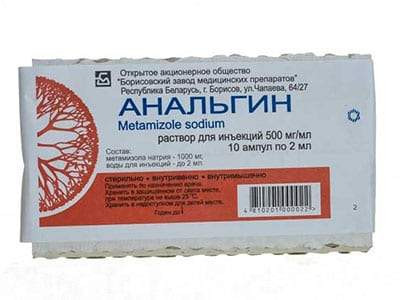 Открытое акционерное общество
"Борисовский завод медицинских препаратов"
Республика Беларусь, г. Борисов, ул.Чапаева, 64/27
АНАЛЬГИН
Metamizole sodium
раствор для инъекций 500 мг/мл
10 ампул по 2 мл
Состав:
метамизола натрия - 1000 мг,
воды для инъекций - до 2 мл.
стерильно • внутривенно • внутримышечно
Применять по назначению врача.
Хранить в защищенном от света месте,
при температуре не выше 25 °С.
Хранить в недоступном для детей месте.
Годен до:
4 810201 000022
2